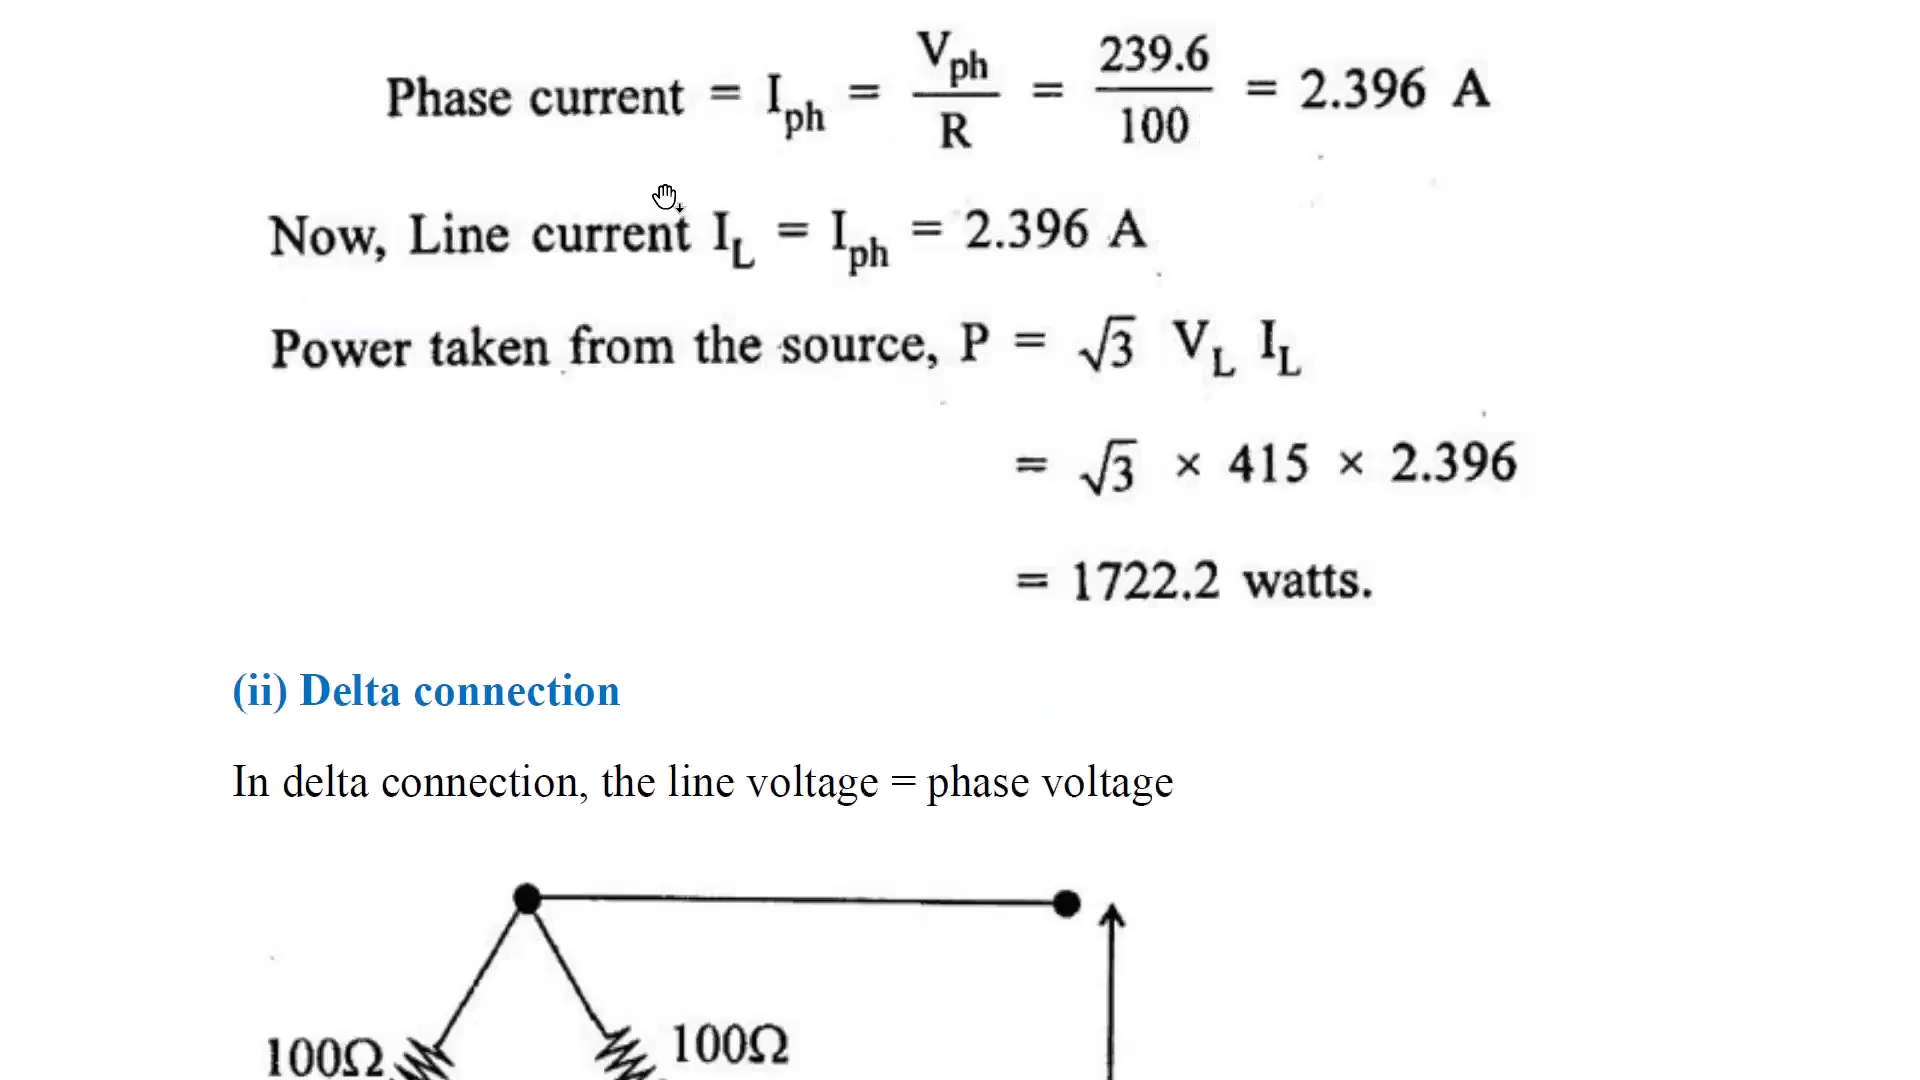 Phase current = I_ph = V_ph / R = 239.6 / 100 = 2.396 A
Now, Line current I_L = I_ph = 2.396 A
Power taken from the source, P = √3 V_L I_L
= √3 × 415 × 2.396
= 1722.2 watts.
(ii) Delta connection
In delta connection, the line voltage = phase voltage
100Ω 100Ω